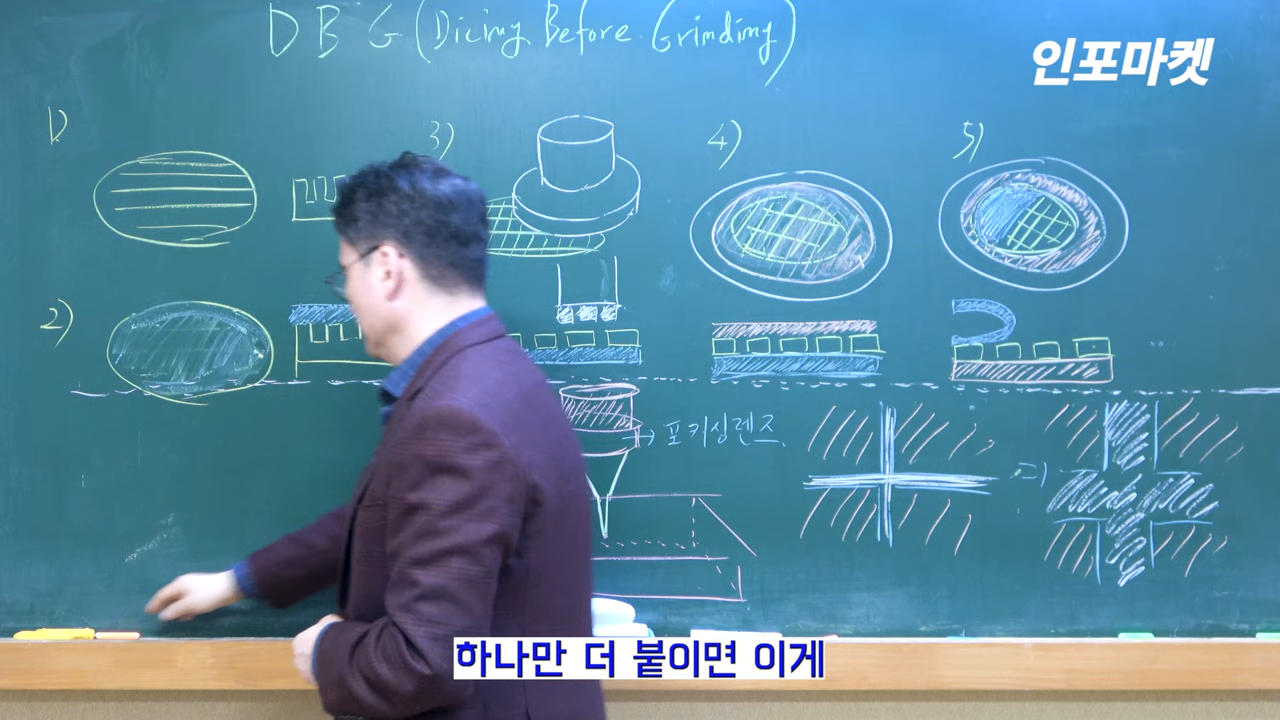 DBG (Dicing Before Grinding)
인포마켓
1)
3)
4)
5)
2)
→ 포키싱렌즈
하나만 더 붙이면 이게